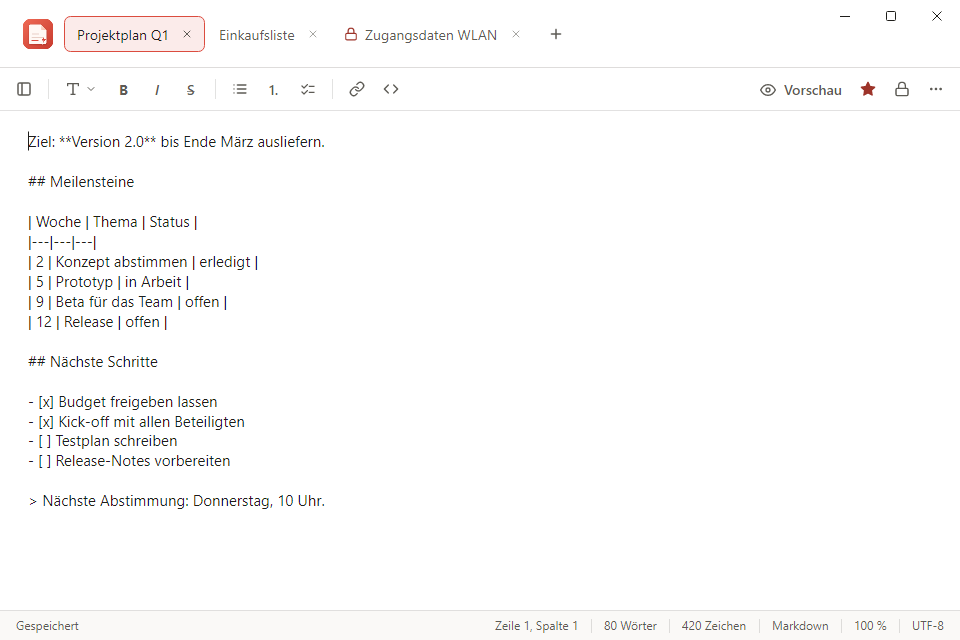 Projektplan Q1
Einkaufsliste
Zugangsdaten WLAN
T
B
I
S
1.
Vorschau
Ziel: **Version 2.0** bis Ende März ausliefern.
## Meilensteine
| Woche | Thema | Status |
|---|---|---|
| 2 | Konzept abstimmen | erledigt |
| 5 | Prototyp | in Arbeit |
| 9 | Beta für das Team | offen |
| 12 | Release | offen |
## Nächste Schritte
- [x] Budget freigeben lassen
- [x] Kick-off mit allen Beteiligten
- [ ] Testplan schreiben
- [ ] Release-Notes vorbereiten
> Nächste Abstimmung: Donnerstag, 10 Uhr.
Gespeichert
Zeile 1, Spalte 1
80 Wörter
420 Zeichen
Markdown
100 %
UTF-8